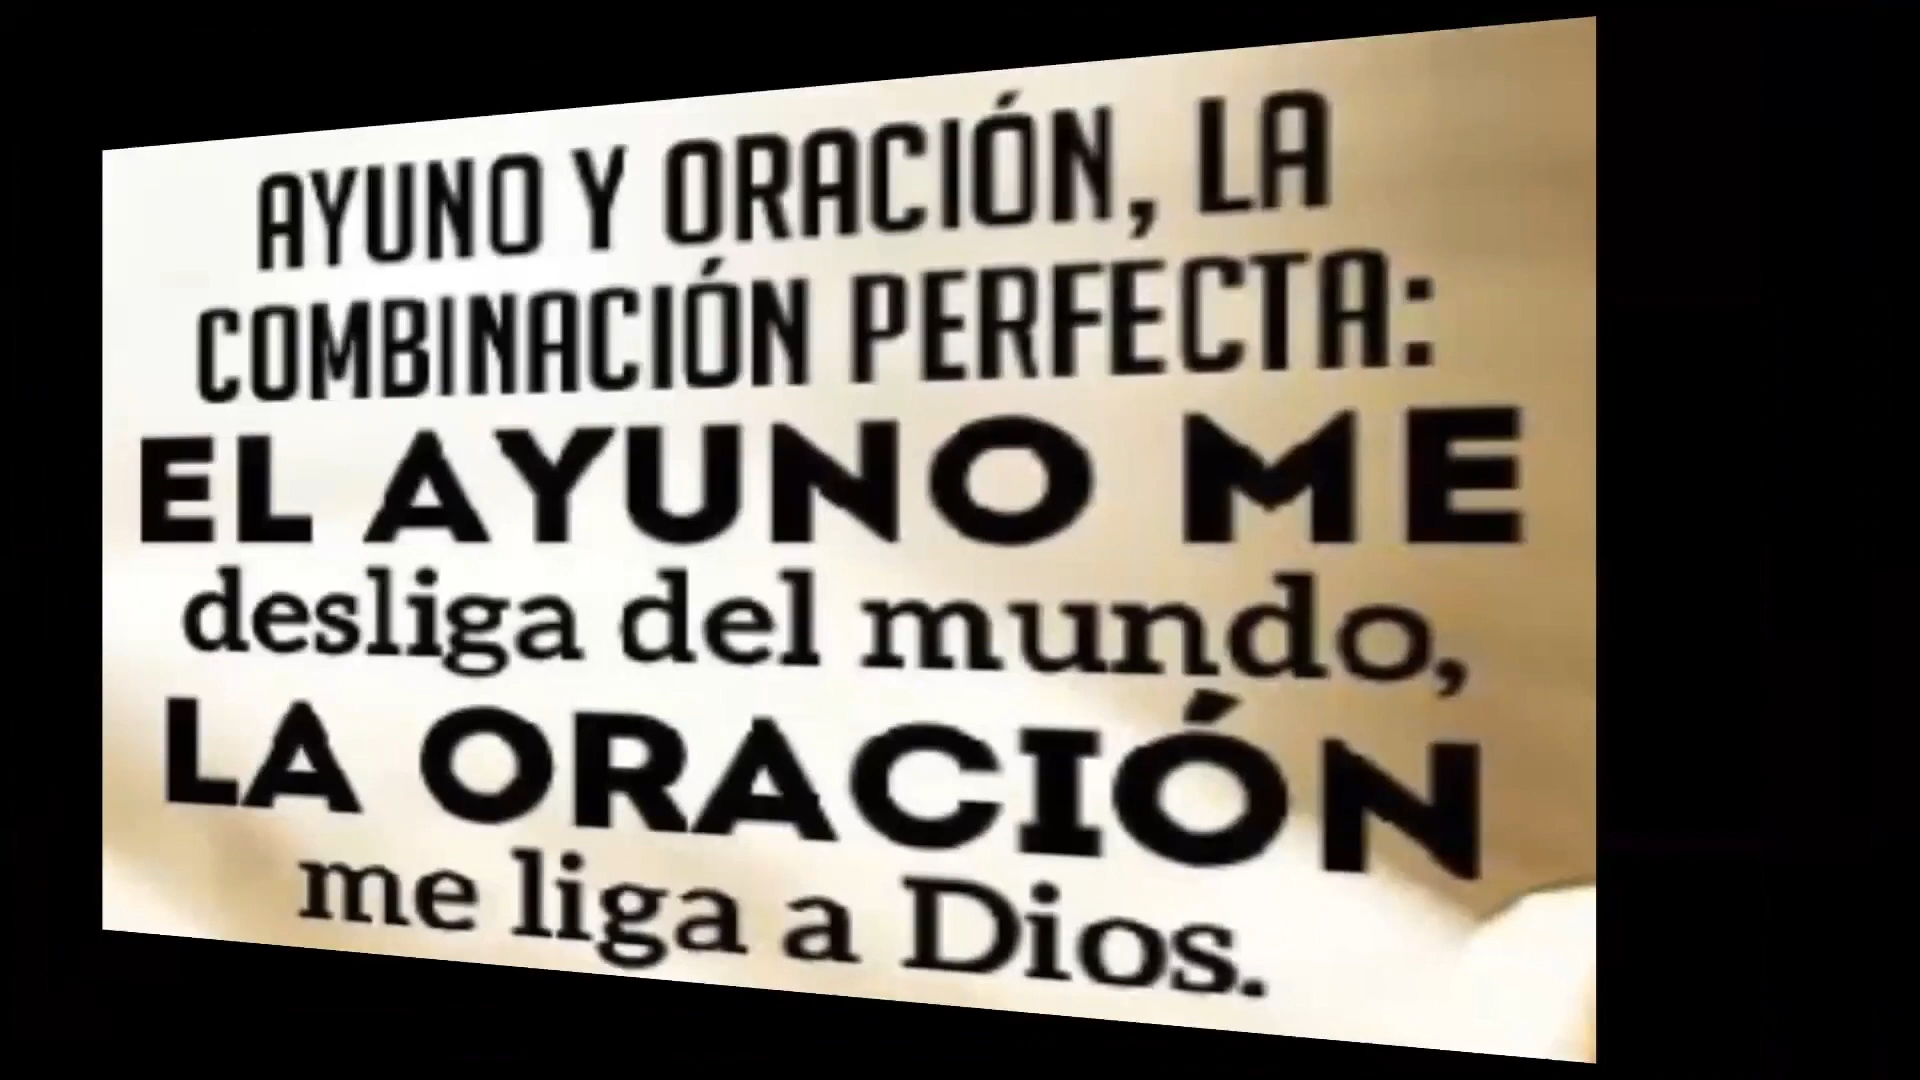 AYUNO Y ORACIÓN, LA
COMBINACIÓN PERFECTA:
EL AYUNO ME
desliga del mundo,
LA ORACIÓN
me liga a Dios.